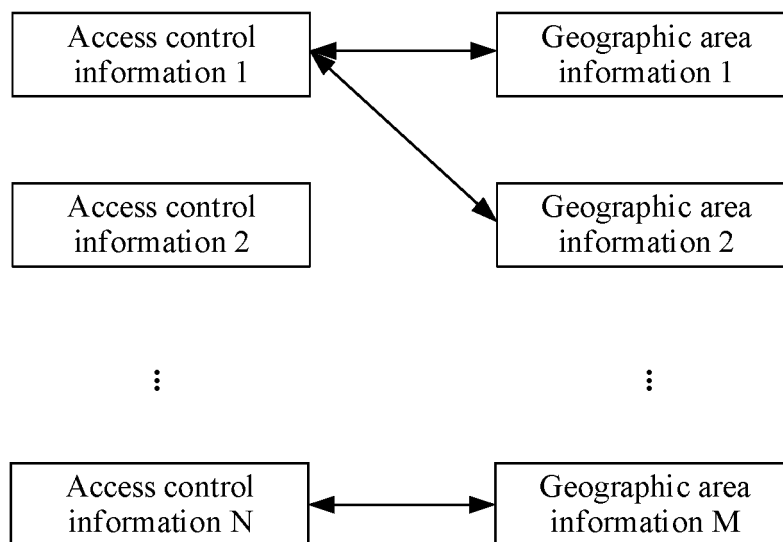 Access control
information 1
Geographic area
information 1
Access control
information 2
Geographic area
information 2
Access control
information N
Geographic area
information M